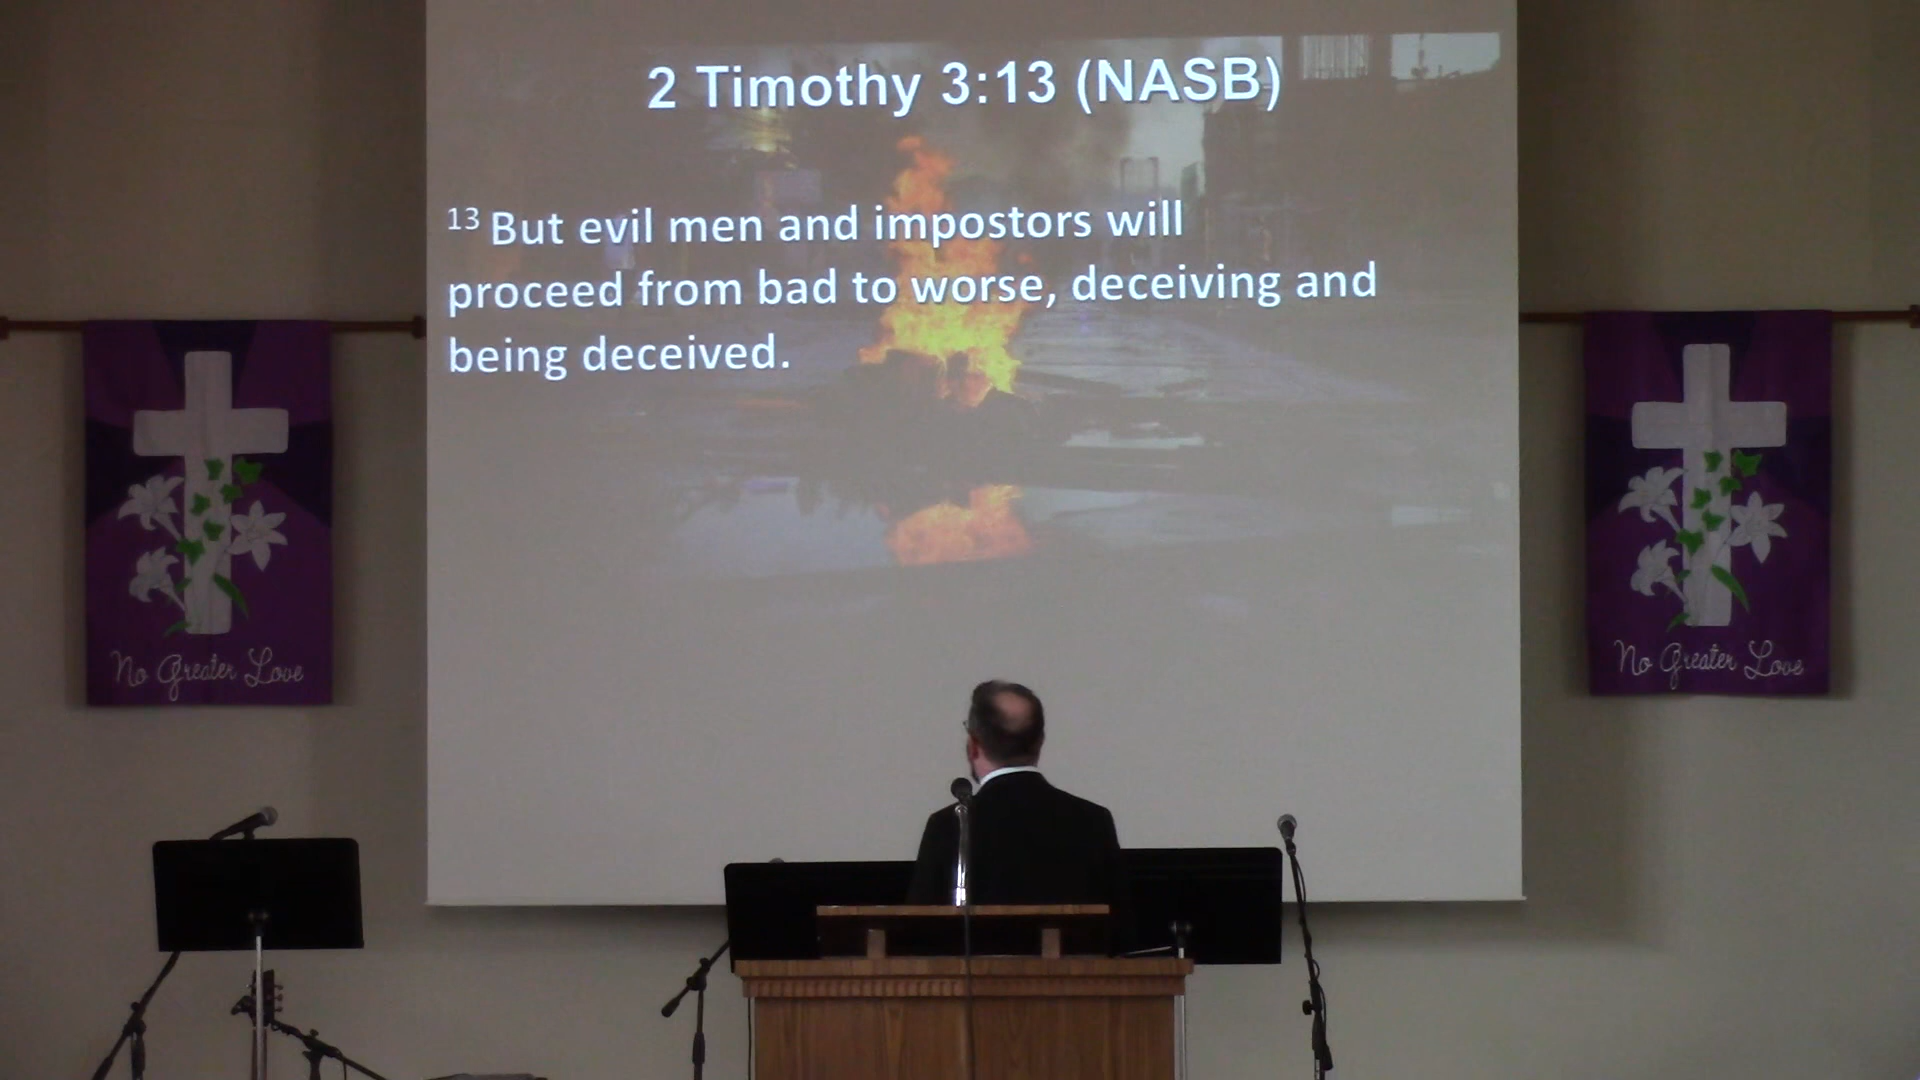 2 Timothy 3:13 (NASB)
13 But evil men and impostors will
proceed from bad to worse, deceiving and
being deceived.
No Greater Love
No Greater Love